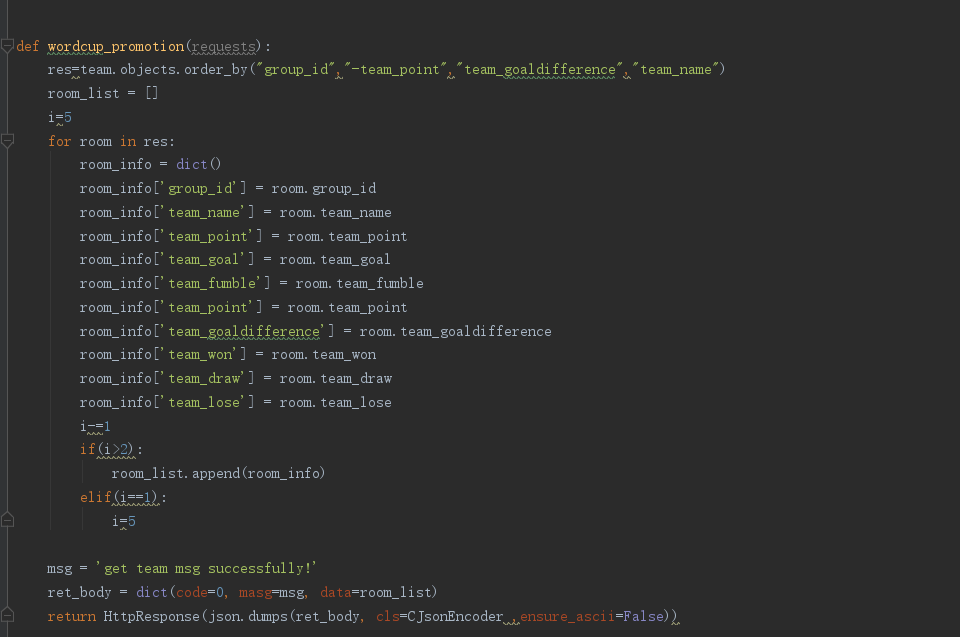 def wordcup_promotion(requests):
    res=team.objects.order_by("group_id","-team_point","team_goaldifference","team_name")
    room_list = []
    i=5
    for room in res:
        room_info = dict()
        room_info['group_id'] = room.group_id
        room_info['team_name'] = room.team_name
        room_info['team_point'] = room.team_point
        room_info['team_goal'] = room.team_goal
        room_info['team_fumble'] = room.team_fumble
        room_info['team_point'] = room.team_point
        room_info['team_goaldifference'] = room.team_goaldifference
        room_info['team_won'] = room.team_won
        room_info['team_draw'] = room.team_draw
        room_info['team_lose'] = room.team_lose
        i-=1
        if(i>2):
            room_list.append(room_info)
        elif(i==1):
            i=5
    msg = 'get team msg successfully!'
    ret_body = dict(code=0, masg=msg, data=room_list)
    return HttpResponse(json.dumps(ret_body, cls=CJsonEncoder ,ensure_ascii=False))